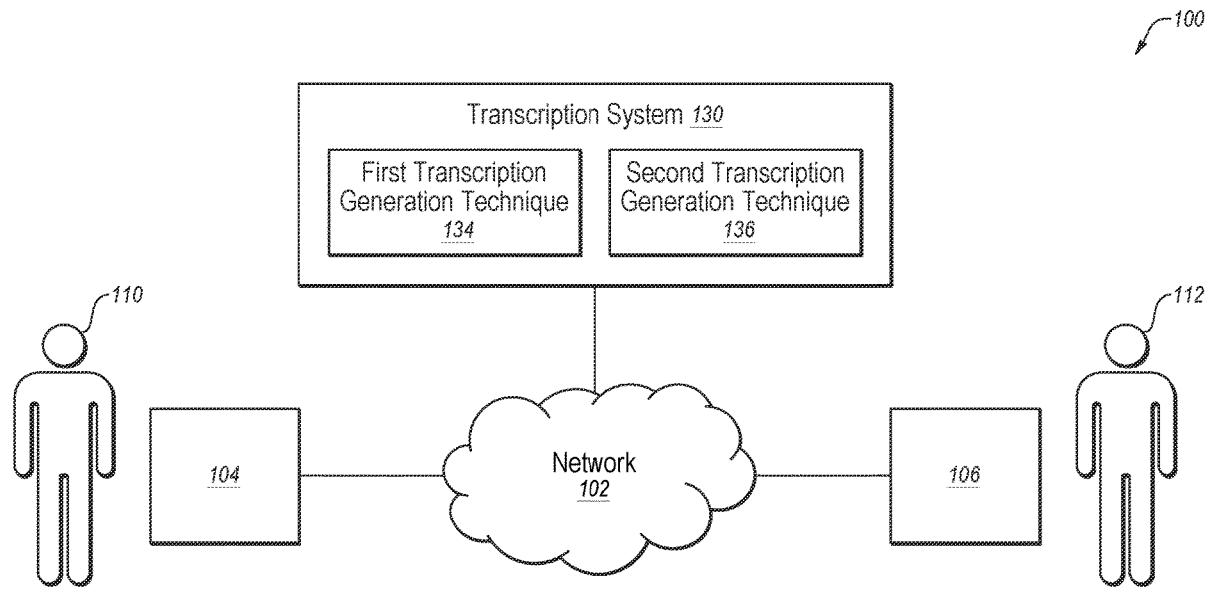 100
Transcription System 130
First Transcription
Generation Technique
134
Second Transcription
Generation Technique
136
110
112
104
Network
102
106